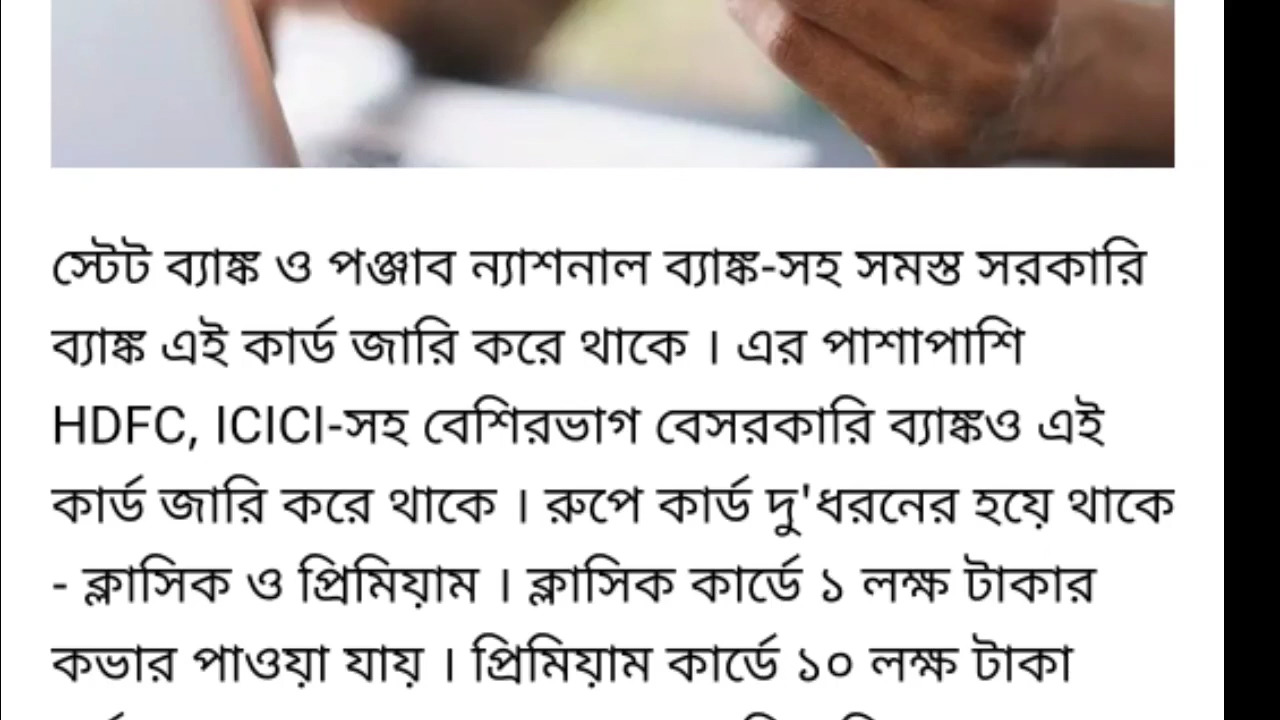 স্টেট ব্যাঙ্ক ও পঞ্জাব ন্যাশনাল ব্যাঙ্ক-সহ সমস্ত সরকারি
ব্যাঙ্ক এই কার্ড জারি করে থাকে । এর পাশাপাশি
HDFC, ICICI-সহ বেশিরভাগ বেসরকারি ব্যাঙ্কও এই
কার্ড জারি করে থাকে । রুপে কার্ড দু'ধরনের হয়ে থাকে
- ক্লাসিক ও প্রিমিয়াম । ক্লাসিক কার্ডে ১ লক্ষ টাকার
কভার পাওয়া যায় । প্রিমিয়াম কার্ডে ১০ লক্ষ টাকা